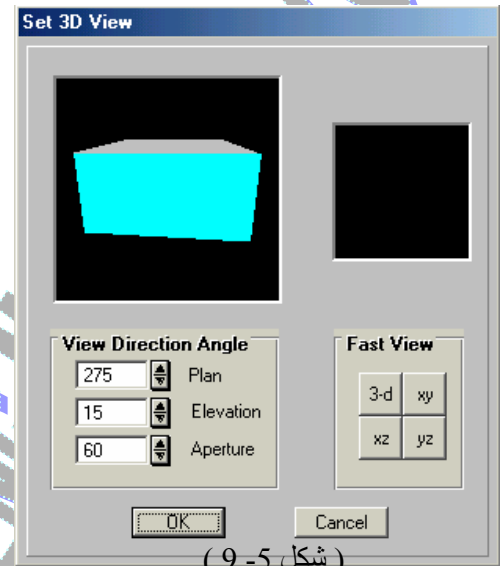 Set 3D View
View Direction Angle
275 Plan
15 Elevation
60 Aperture
Fast View
3-d xy
xz yz
OK Cancel
( شكل 5- 9 )